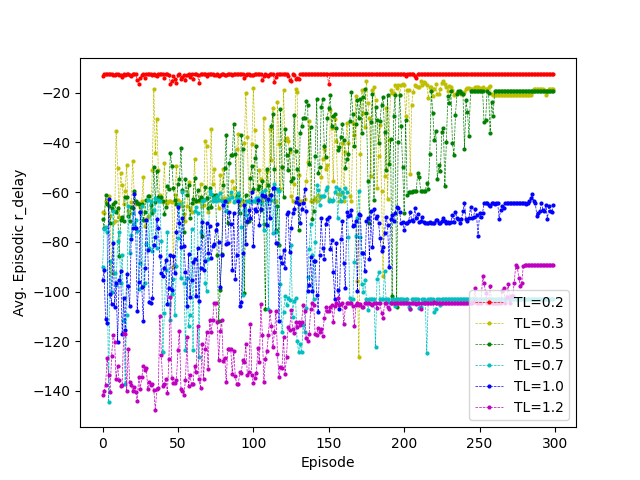 Avg. Episodic r_delay
−20
−40
−60
−80
−100
−120
−140
0 50 100 150 200 250 300
Episode
TL=0.2
TL=0.3
TL=0.5
TL=0.7
TL=1.0
TL=1.2